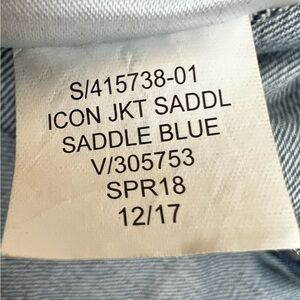 S/415738-01
ICON JKT SADDL
SADDLE BLUE
V/305753
SPR18
12/17